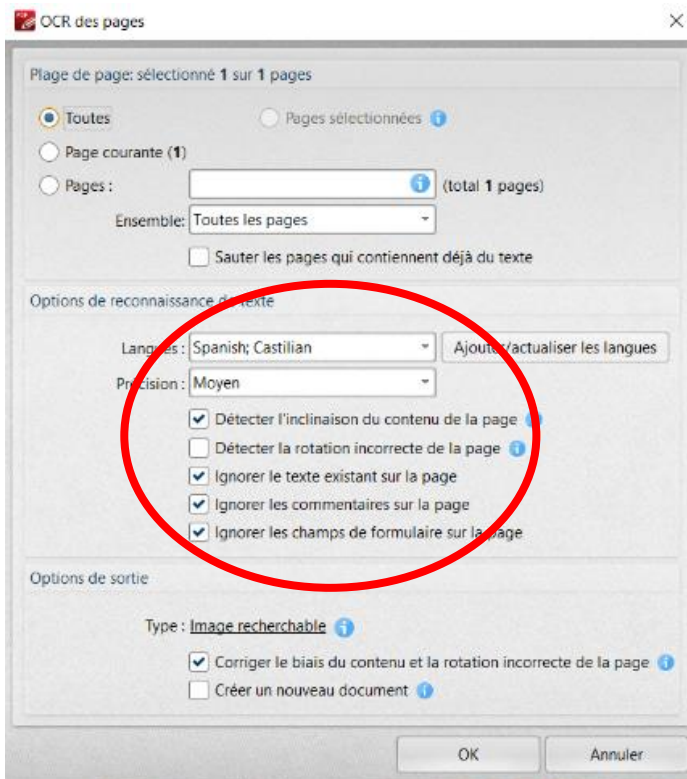 OCR des pages
Plage de page: sélectionné 1 sur 1 pages
Toutes
Pages sélectionnées
Page courante (1)
Pages :
(total 1 pages)
Ensemble: Toutes les pages
Sauter les pages qui contiennent déjà du texte
Options de reconnaissance de texte
Langues : Spanish; Castilian
Ajouter/actualiser les langues
Précision : Moyen
Détecter l'inclinaison du contenu de la page
Détecter la rotation incorrecte de la page
Ignorer le texte existant sur la page
Ignorer les commentaires sur la page
Ignorer les champs de formulaire sur la page
Options de sortie
Type : Image recherchable
Corriger le biais du contenu et la rotation incorrecte de la page
Créer un nouveau document
OK
Annuler